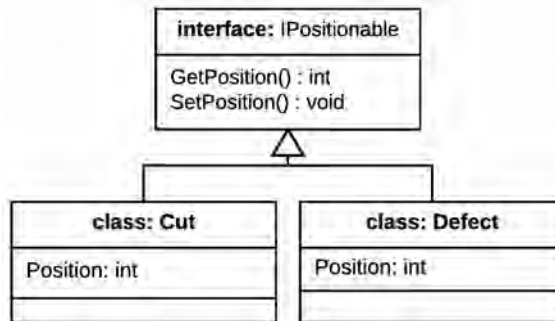 interface: IPositionable
GetPosition() : int
SetPosition() : void
class: Cut
Position: int
class: Defect
Position: int